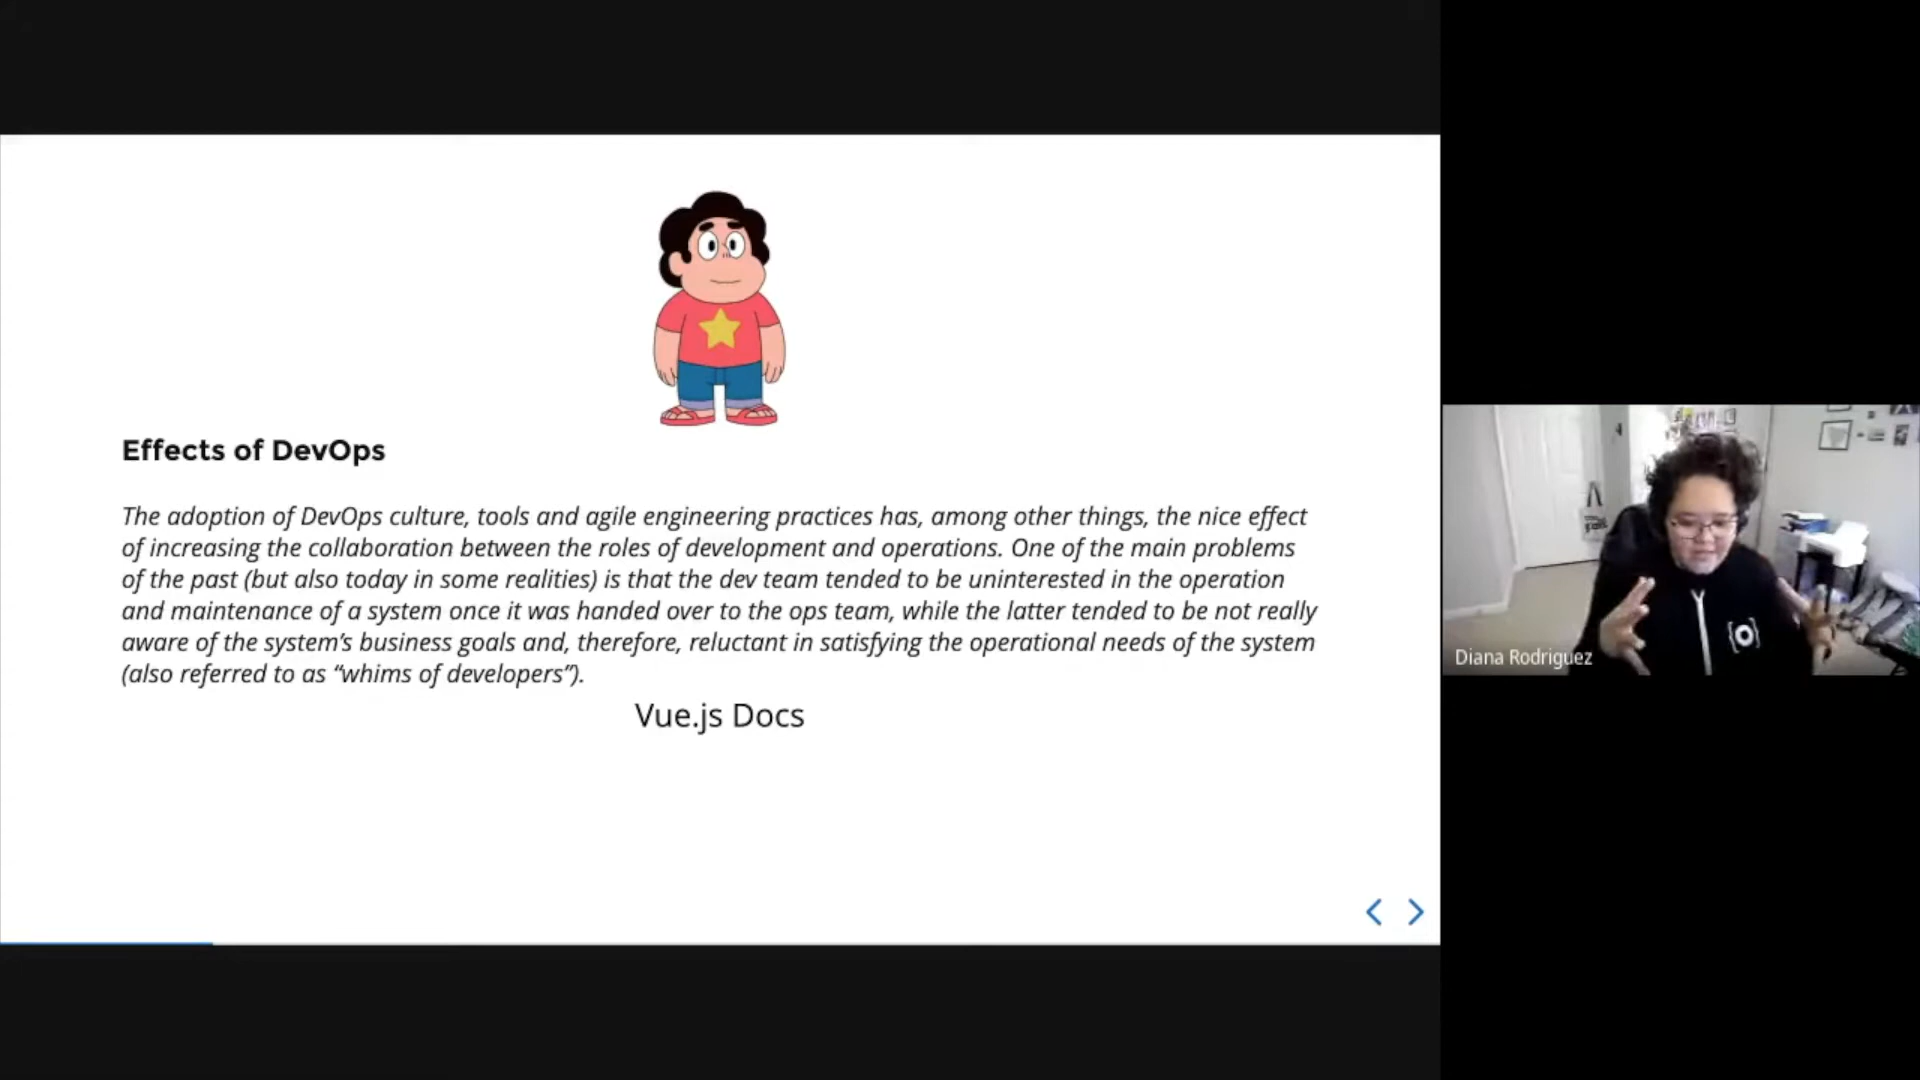 Effects of DevOps
The adoption of DevOps culture, tools and agile engineering practices has, among other things, the nice effect
of increasing the collaboration between the roles of development and operations. One of the main problems
of the past (but also today in some realities) is that the dev team tended to be uninterested in the operation
and maintenance of a system once it was handed over to the ops team, while the latter tended to be not really
aware of the system’s business goals and, therefore, reluctant in satisfying the operational needs of the system
(also referred to as “whims of developers”).
Vue.js Docs
Diana Rodriguez